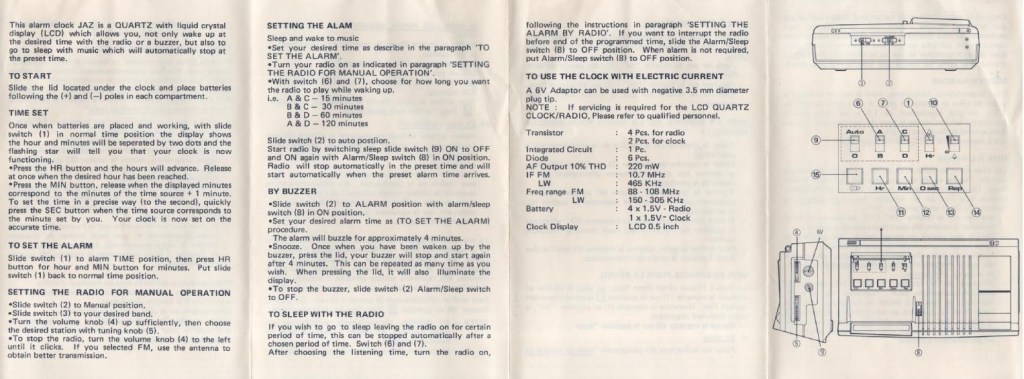 This alarm clock JAZ is a QUARTZ with liquid crystal
display (LCD) which allows you, not only wake up at
the desired time with the radio or a buzzer, but also to
go to sleep with music which will automatically stop at
the preset time.
TO START
Slide the lid located under the clock and place batteries
following the (+) and (−) poles in each compartment.
TIME SET
Once when batteries are placed and working, with slide
switch (1) in normal time position the display shows
the hour and minutes will be seperated by two dots and the
flashing star will tell you that your clock is now
functioning.
•Press the HR button and the hours will advance. Release
at once when the desired hour has been reached.
•Press the MIN button, release when the displayed minutes
correspond to the minutes of the time source + 1 minute.
To set the time in a precise way (to the second), quickly
press the SEC button when the time source corresponds to
the minute set by you. Your clock is now set on the
accurate time.
TO SET THE ALARM
Slide switch (1) to alarm TIME position, then press HR
button for hour and MIN button for minutes. Put slide
switch (1) back to normal time position.
SETTING THE RADIO FOR MANUAL OPERATION
•Slide switch (2) to Manual position.
•Slide switch (3) to your desired band.
•Turn the volume knob (4) up sufficiently, then choose
the desired station with tuning knob (5).
•To stop the radio, turn the volume knob (4) to the left
until it clicks. If you selected FM, use the antenna to
obtain better transmission.
SETTING THE ALAM
Sleep and wake to music
•Set your desired time as describe in the paragraph 'TO
SET THE ALARM'.
•Turn your radio on as indicated in paragraph 'SETTING
THE RADIO FOR MANUAL OPERATION'.
•With switch (6) and (7), choose for how long you want
the radio to play while waking up.
i.e. A & C − 15 minutes
B & C − 30 minutes
B & D − 60 minutes
A & D − 120 minutes
Slide switch (2) to auto postlion.
Start radio by switching sleep slide switch (9) ON to OFF
and ON again with Alarm/Sleep switch (8) in ON position.
Radio will stop automatically in the preset time and will
start automatically when the preset alarm time arrives.
BY BUZZER
•Slide switch (2) to ALARM position with alarm/sleep
switch (8) in ON position.
•Set your desired alarm time as (TO SET THE ALARM)
procedure.
The alarm will buzzle for approximately 4 minutes.
•Snooze. Once when you have been waken up by the
buzzer, press the lid, your buzzer will stop and start again
after 4 minutes. This can be repeated as many time as you
wish. When pressing the lid, it will also illuminate the
display.
•To stop the buzzer, slide switch (2) Alarm/Sleep switch
to OFF.
TO SLEEP WITH THE RADIO
If you wish to go to sleep leaving the radio on for certain
period of time, this can be stopped automatically after a
chosen period of time. Switch (6) and (7).
After choosing the listening time, turn the radio on,
following the instructions in paragraph 'SETTING THE
ALARM BY RADIO'. If you want to interrupt the radio
before end of the programmed time, slide the Alarm/Sleep
switch (8) to OFF position. When alarm is not required,
put Alarm/Sleep switch (8) to OFF position.
TO USE THE CLOCK WITH ELECTRIC CURRENT
A 6V Adaptor can be used with negative 3.5 mm diameter
plug tip.
NOTE : If servicing is required for the LCD QUARTZ
CLOCK/RADIO, Please refer to qualified personnel.
Transistor : 4 Pcs. for radio
2 Pcs. for clock
Integrated Circuit : 1 Pc.
Diode : 6 Pcs.
AF Output 10% THD : 220 mW
IF FM : 10.7 MHz
LW : 465 KHz
Freq range FM : 88 - 108 MHz
LW : 150 - 305 KHz
Battery : 4 x 1.5V - Radio
1 x 1.5V - Clock
Clock Display : LCD 0.5 inch
6 7 1 10
9 Auto A C
O B D Hr
15
Hr Min 0 sec Rep
11 12 13 14
4 6V
5 8